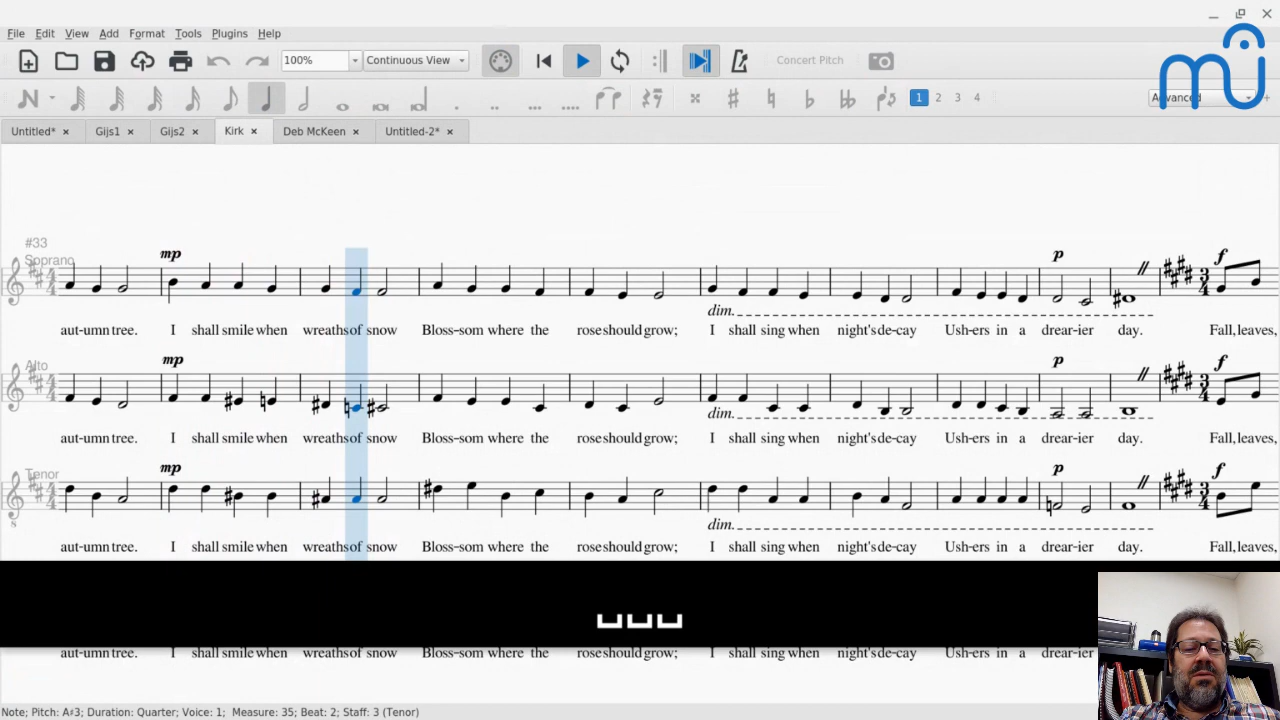 File Edit View Add Format Tools Plugins Help
100% Continuous View Concert Pitch
1 2 3 4 Advanced +
Untitled* × Gijs1 × Gijs2 × Kirk × Deb McKeen × Untitled-2* ×
#33
Soprano
mp p f
dim.
aut-umn tree. I shall smile when wreaths of snow Blos-som where the rose should grow; I shall sing when night's de-cay Ush-ers in a drear-ier day. Fall, leaves,
Alto
mp p f
dim.
aut-umn tree. I shall smile when wreaths of snow Blos-som where the rose should grow; I shall sing when night's de-cay Ush-ers in a drear-ier day. Fall, leaves,
Tenor
mp p f
8
dim.
aut-umn tree. I shall smile when wreaths of snow Blos-som where the rose should grow; I shall sing when night's de-cay Ush-ers in a drear-ier day. Fall, leaves,
␣␣␣
aut-umn tree. I shall smile when wreaths of snow Blos-som where the rose should grow; I shall sing when night's de-cay Ush-ers in a drear-ier
Note; Pitch: A♯3; Duration: Quarter; Voice: 1; Measure: 35; Beat: 2; Staff: 3 (Tenor)